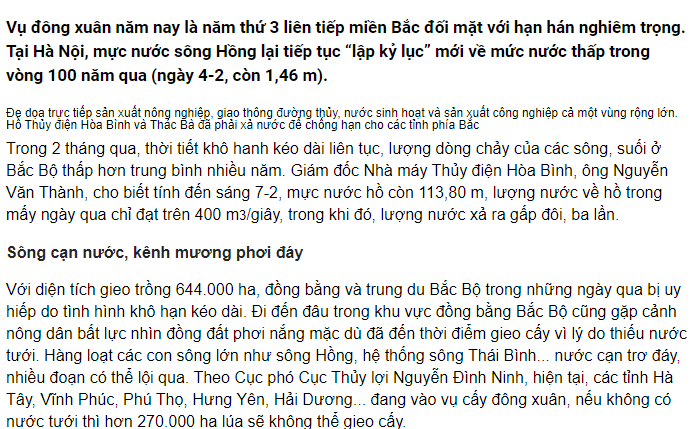 Vụ đông xuân năm nay là năm thứ 3 liên tiếp miền Bắc đối mặt với hạn hán nghiêm trọng.
Tại Hà Nội, mực nước sông Hồng lại tiếp tục “lập kỷ lục” mới về mức nước thấp trong
vòng 100 năm qua (ngày 4-2, còn 1,46 m).
Đe dọa trực tiếp sản xuất nông nghiệp, giao thông đường thủy, nước sinh hoạt và sản xuất công nghiệp cả một vùng rộng lớn.
Hồ Thủy điện Hòa Bình và Thác Bà đã phải xả nước để chống hạn cho các tỉnh phía Bắc
Trong 2 tháng qua, thời tiết khô hanh kéo dài liên tục, lượng dòng chảy của các sông, suối ở
Bắc Bộ thấp hơn trung bình nhiều năm. Giám đốc Nhà máy Thủy điện Hòa Bình, ông Nguyễn
Văn Thành, cho biết tính đến sáng 7-2, mực nước hồ còn 113,80 m, lượng nước về hồ trong
mấy ngày qua chỉ đạt trên 400 m3/giây, trong khi đó, lượng nước xả ra gấp đôi, ba lần.
Sông cạn nước, kênh mương phơi đáy
Với diện tích gieo trồng 644.000 ha, đồng bằng và trung du Bắc Bộ trong những ngày qua bị uy
hiếp do tình hình khô hạn kéo dài. Đi đến đâu trong khu vực đồng bằng Bắc Bộ cũng gặp cảnh
nông dân bất lực nhìn đồng đất phơi nắng mặc dù đã đến thời điểm gieo cấy vì lý do thiếu nước
tưới. Hàng loạt các con sông lớn như sông Hồng, hệ thống sông Thái Bình... nước cạn trơ đáy,
nhiều đoạn có thể lội qua. Theo Cục phó Cục Thủy lợi Nguyễn Đình Ninh, hiện tại, các tỉnh Hà
Tây, Vĩnh Phúc, Phú Thọ, Hưng Yên, Hải Dương... đang vào vụ cấy đông xuân, nếu không có
nước tưới thì hơn 270.000 ha lúa sẽ không thể gieo cấy.